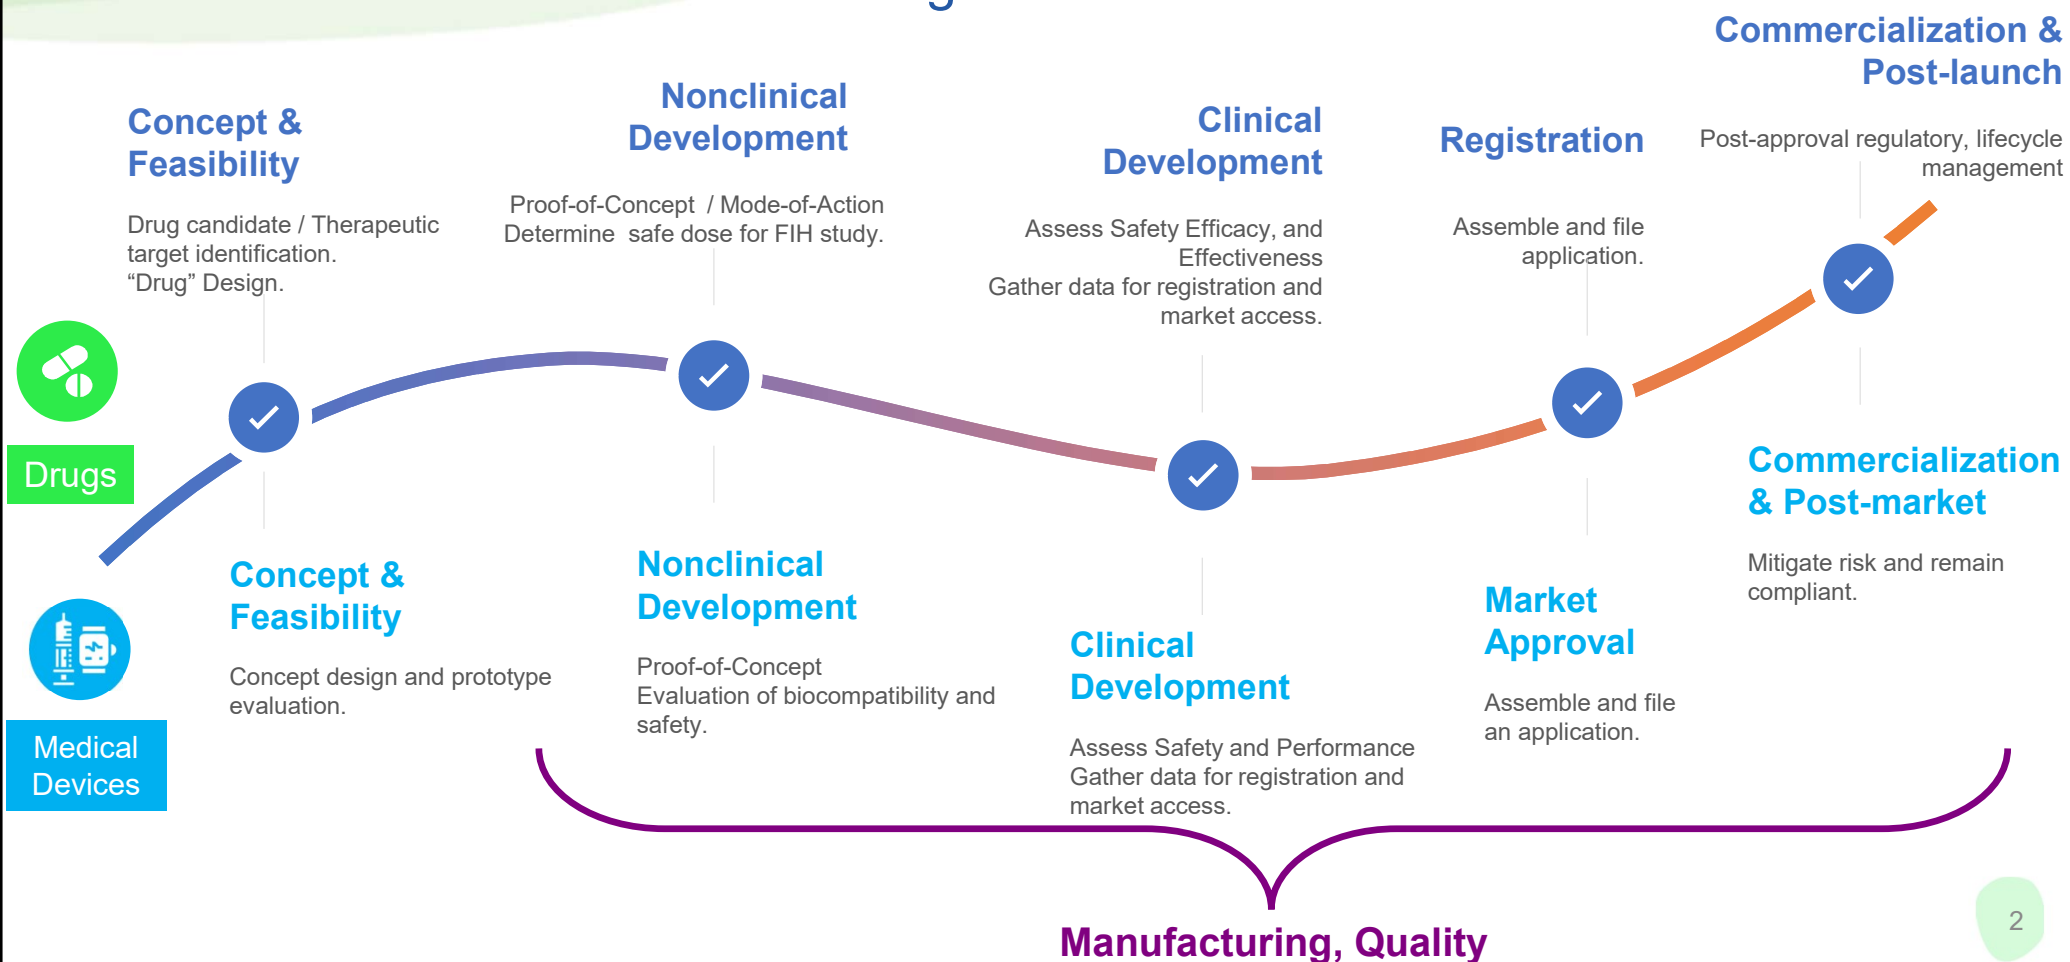 Commercialization &
Post-launch
Post-approval regulatory, lifecycle
management
Concept &
Feasibility
Drug candidate / Therapeutic
target identification.
“Drug” Design.
Nonclinical
Development
Proof-of-Concept / Mode-of-Action
Determine safe dose for FIH study.
Clinical
Development
Assess Safety Efficacy, and
Effectiveness
Gather data for registration and
market access.
Registration
Assemble and file
application.
Drugs
Medical
Devices
Concept &
Feasibility
Concept design and prototype
evaluation.
Nonclinical
Development
Proof-of-Concept
Evaluation of biocompatibility and
safety.
Clinical
Development
Assess Safety and Performance
Gather data for registration and
market access.
Market
Approval
Assemble and file
an application.
Commercialization
& Post-market
Mitigate risk and remain
compliant.
Manufacturing, Quality
2